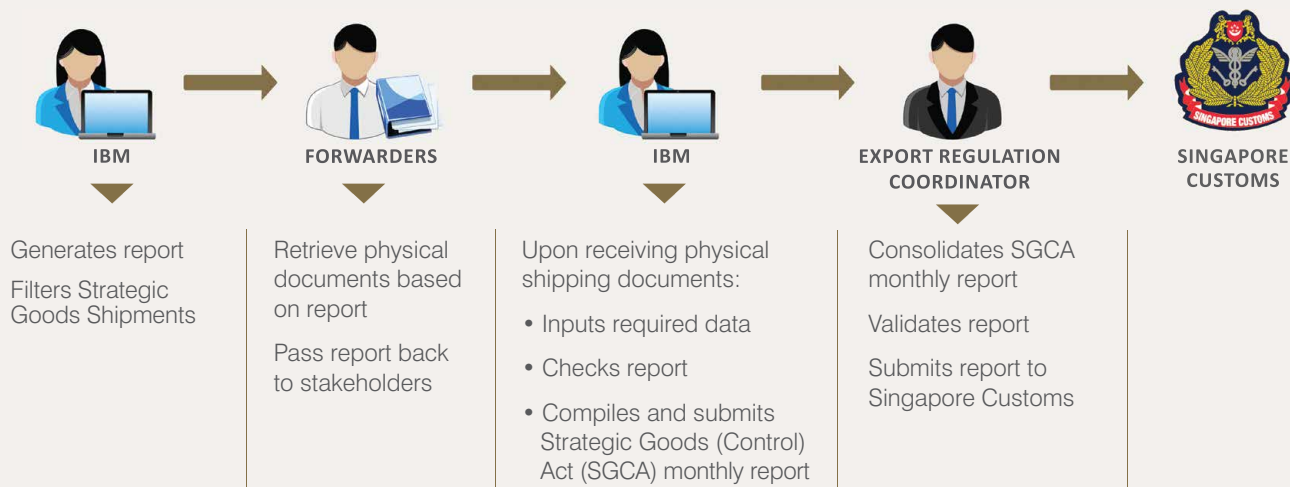 SINGAPORE CUSTOMS
IBM
FORWARDERS
IBM
EXPORT REGULATION
COORDINATOR
SINGAPORE
CUSTOMS
Generates report
Filters Strategic
Goods Shipments
Retrieve physical
documents based
on report
Pass report back
to stakeholders
Upon receiving physical
shipping documents:
• Inputs required data
• Checks report
• Compiles and submits
Strategic Goods (Control)
Act (SGCA) monthly report
Consolidates SGCA
monthly report
Validates report
Submits report to
Singapore Customs